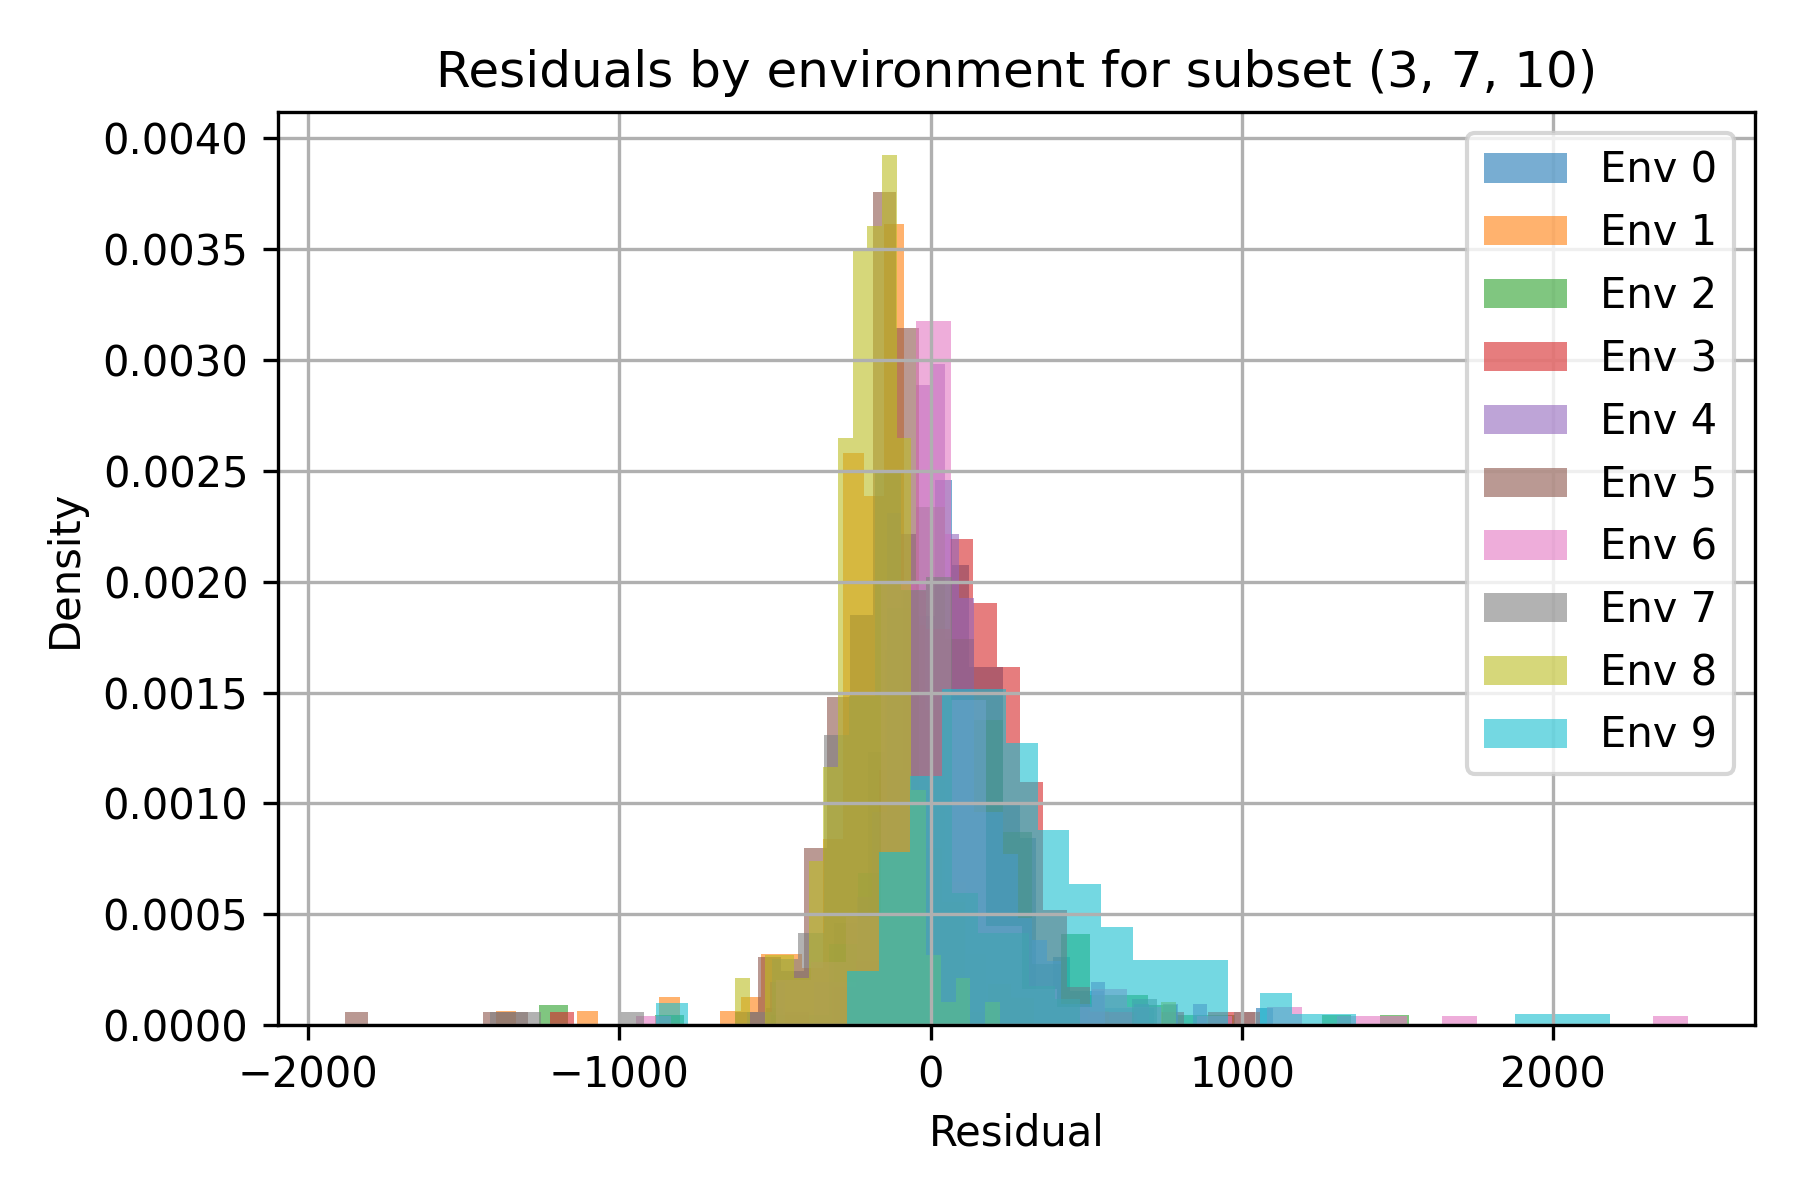 Residuals by environment for subset (3, 7, 10)
0.0040
0.0035
0.0030
0.0025
0.0020
0.0015
0.0010
0.0005
0.0000
Density
−2000
−1000
0
1000
2000
Residual
Env 0
Env 1
Env 2
Env 3
Env 4
Env 5
Env 6
Env 7
Env 8
Env 9